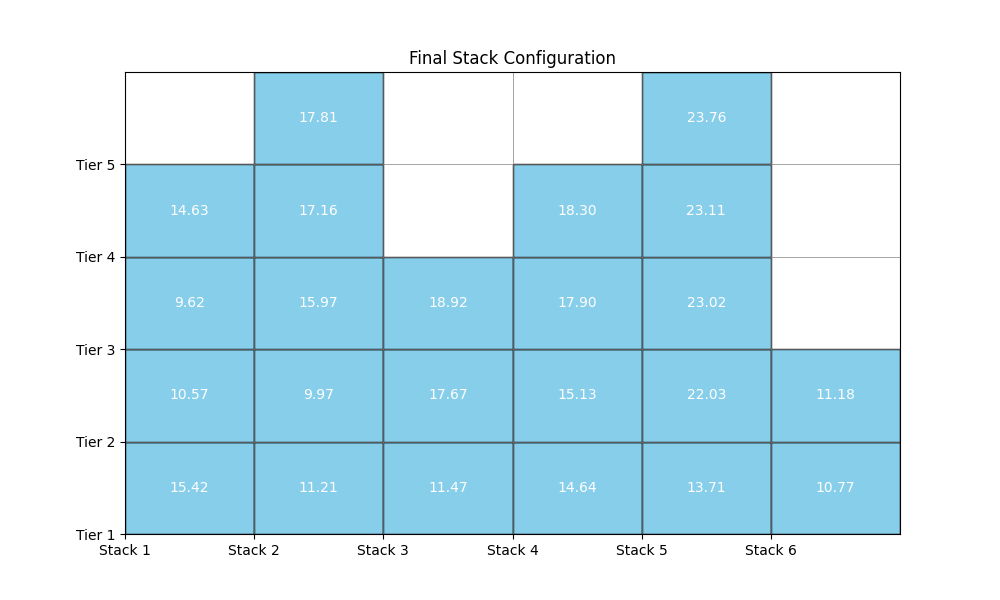 Final Stack Configuration
17.81 23.76
Tier 5
14.63 17.16 18.30 23.11
Tier 4
9.62 15.97 18.92 17.90 23.02
Tier 3
10.57 9.97 17.67 15.13 22.03 11.18
Tier 2
15.42 11.21 11.47 14.64 13.71 10.77
Tier 1
Stack 1 Stack 2 Stack 3 Stack 4 Stack 5 Stack 6